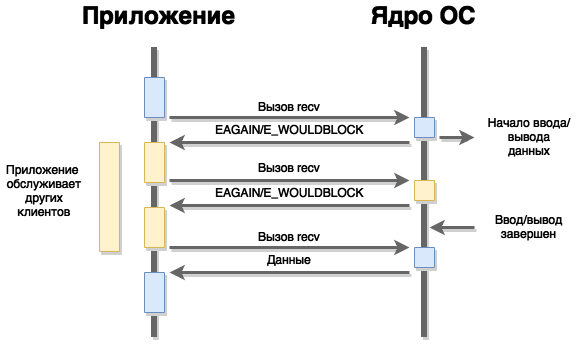 Приложение
Ядро ОС
Вызов recv
EAGAIN/E_WOULDBLOCK
Начало ввода/
вывода
данных
Приложение
обслуживает
других
клиентов
Вызов recv
EAGAIN/E_WOULDBLOCK
Ввод/вывод
завершен
Вызов recv
Данные